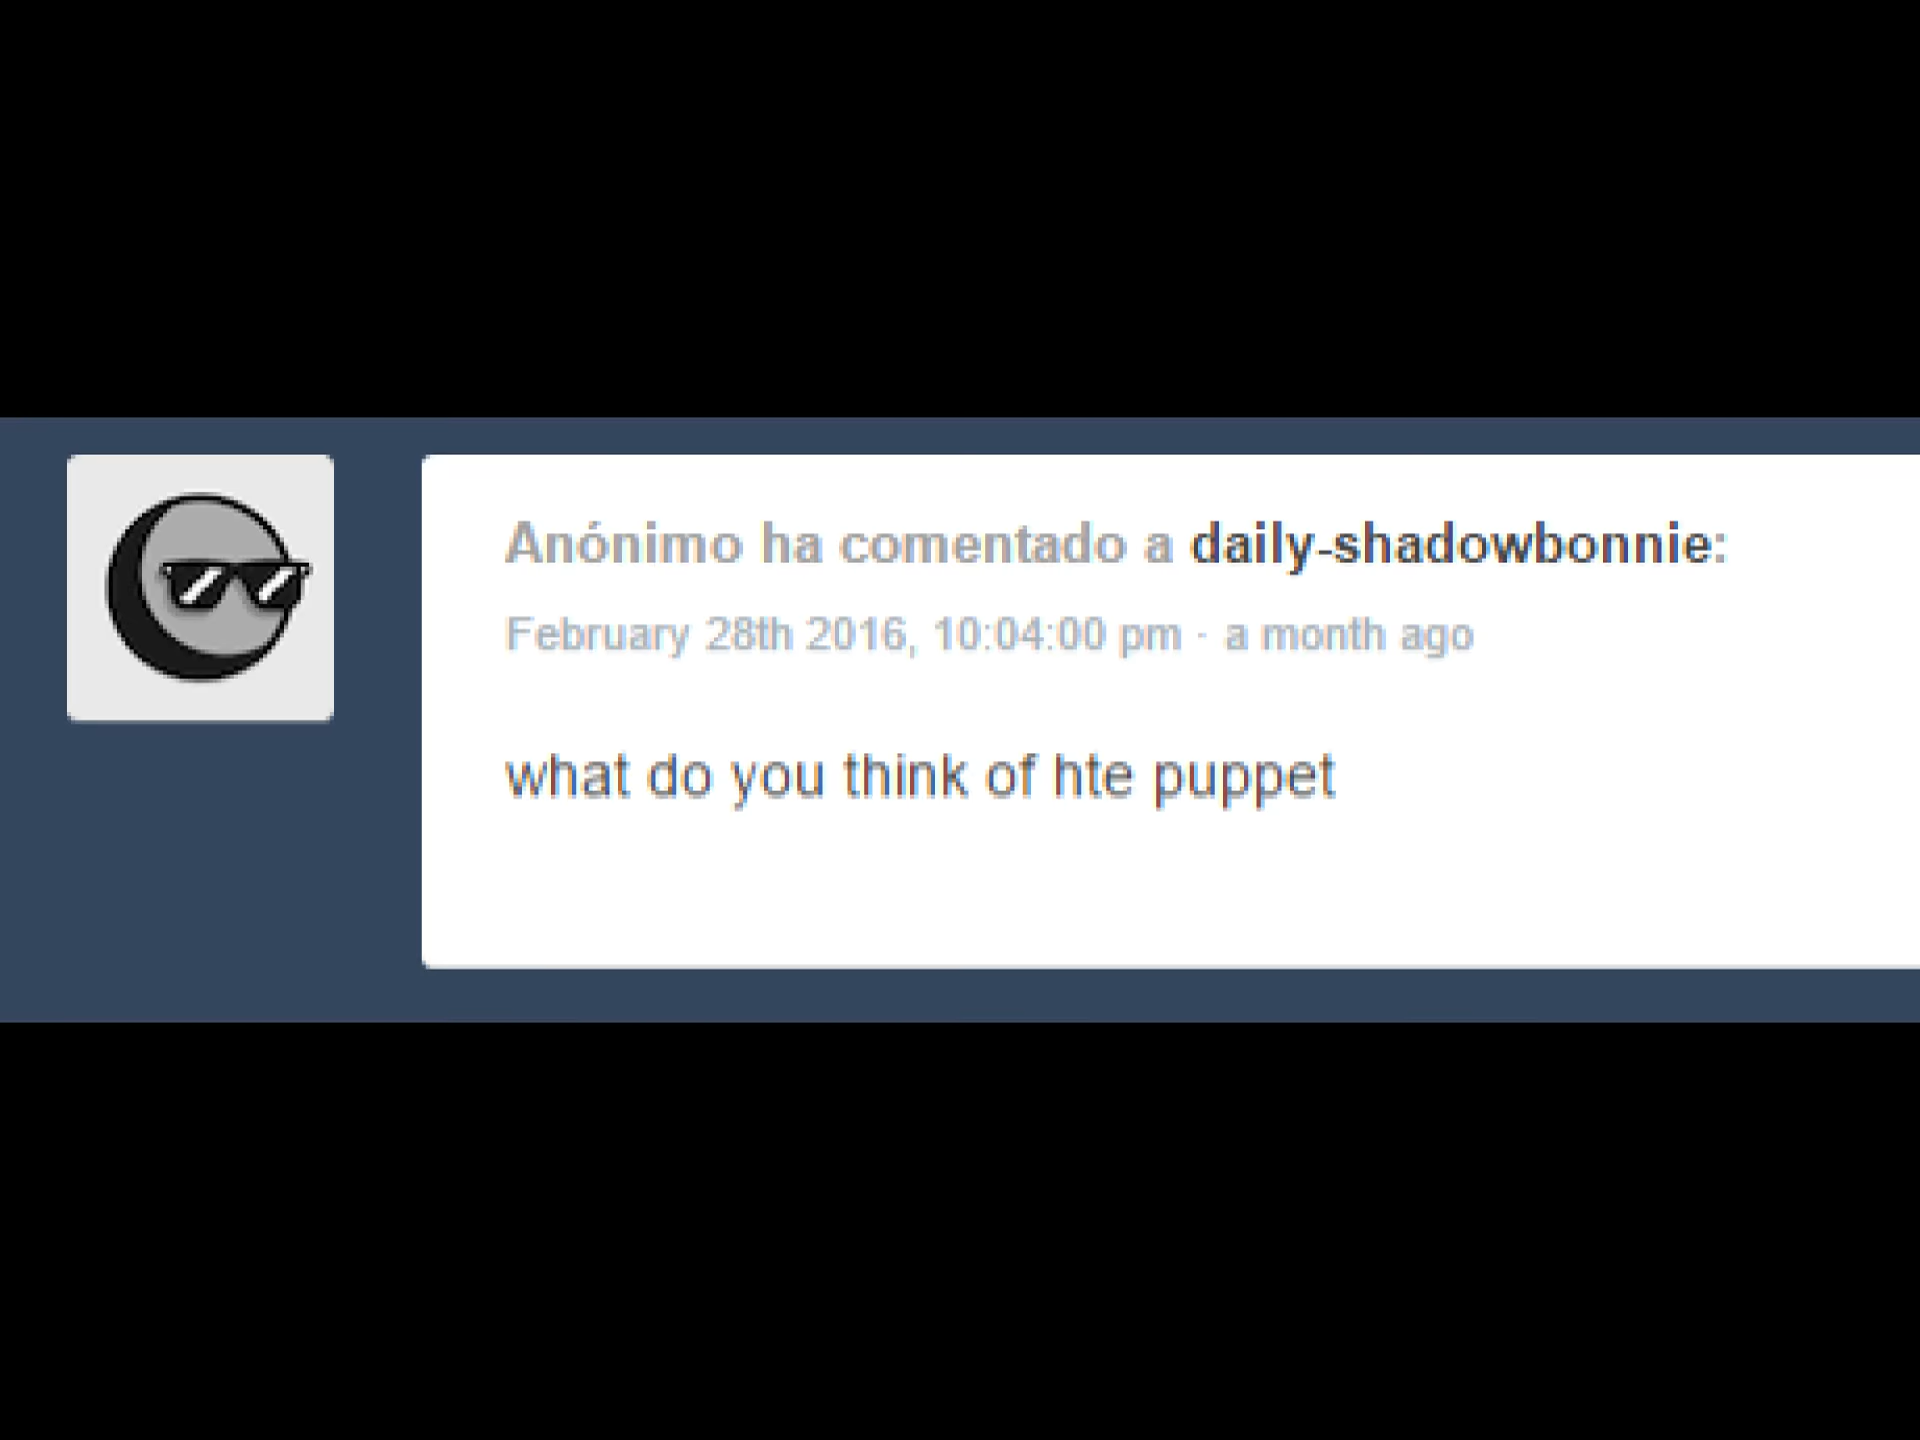 Anónimo ha comentado a daily-shadowbonnie:
February 28th 2016, 10:04:00 pm · a month ago
what do you think of hte puppet